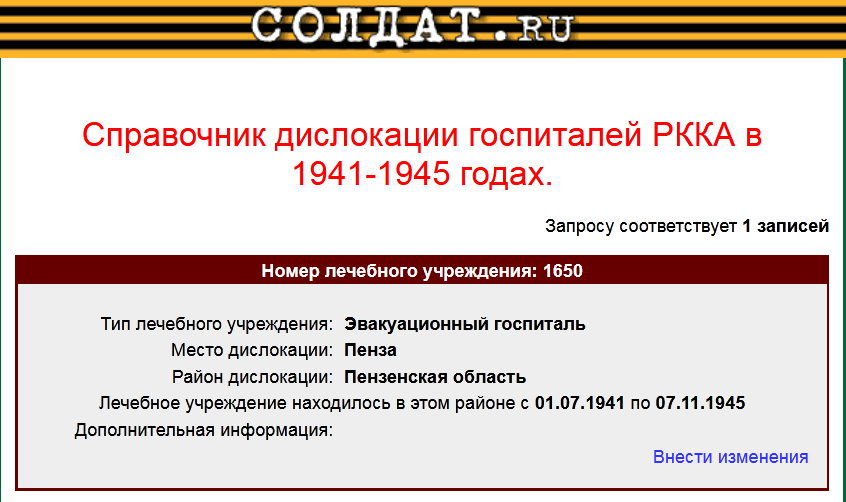 СОЛДАТ.RU
Справочник дислокации госпиталей РККА в
1941-1945 годах.
Запросу соответствует 1 записей
Номер лечебного учреждения: 1650
Тип лечебного учреждения: Эвакуационный госпиталь
Место дислокации: Пенза
Район дислокации: Пензенская область
Лечебное учреждение находилось в этом районе с 01.07.1941 по 07.11.1945
Дополнительная информация:
Внести изменения